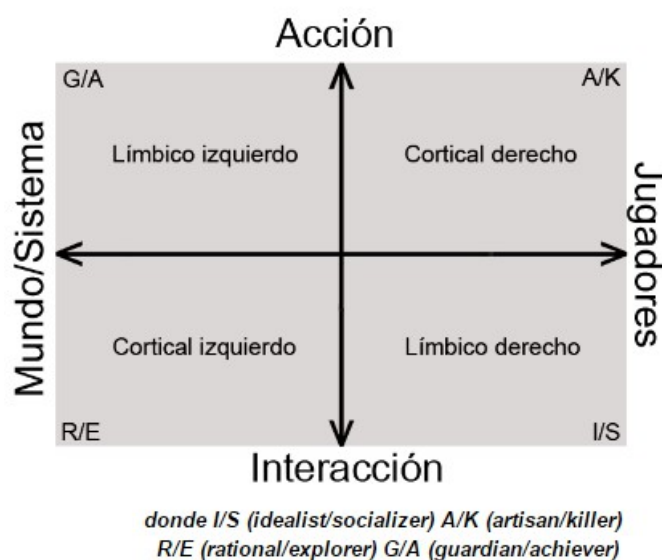 Acción
G/A
A/K
Límbico izquierdo
Cortical derecho
Mundo/Sistema
Jugadores
Cortical izquierdo
Límbico derecho
R/E
I/S
Interacción
donde I/S (idealist/socializer) A/K (artisan/killer)
R/E (rational/explorer) G/A (guardian/achiever)